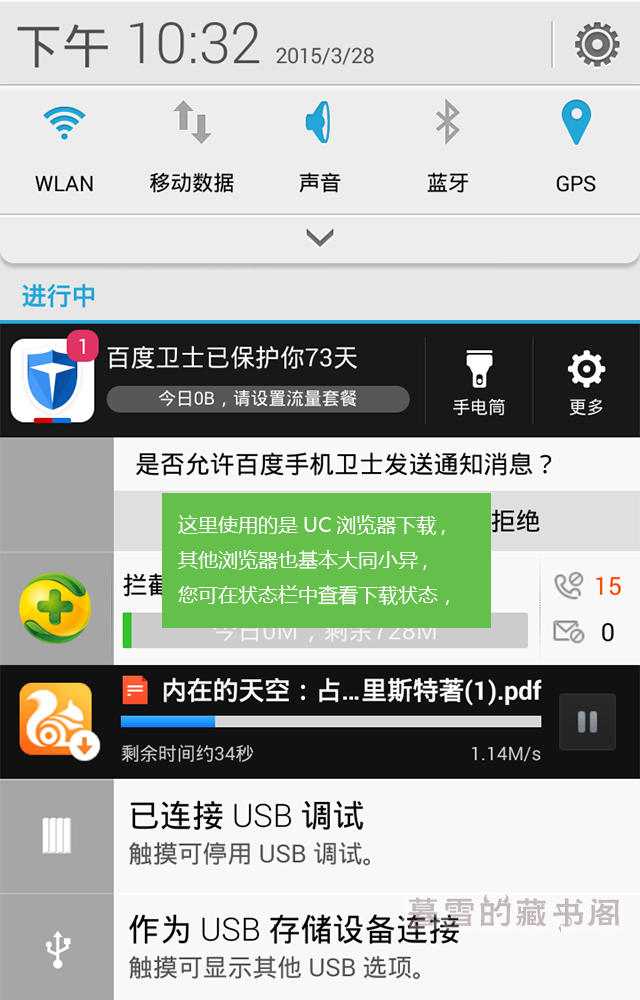 下午 10:32 2015/3/28
WLAN 移动数据 声音 蓝牙 GPS
进行中
1
百度卫士已保护你73天
今日0B，请设置流量套餐
手电筒 更多
是否允许百度手机卫士发送通知消息？
拒绝
这里使用的是 UC 浏览器下载，
其他浏览器也基本大同小异，
您可在状态栏中查看下载状态，
拦截
15
今日0M，剩余728M
0
内在的天空：占...里斯特著(1).pdf
剩余时间约34秒 1.14M/s
已连接 USB 调试
触摸可停用 USB 调试。
暮雪的藏书阁
作为 USB 存储设备连接
触摸可显示其他 USB 选项。